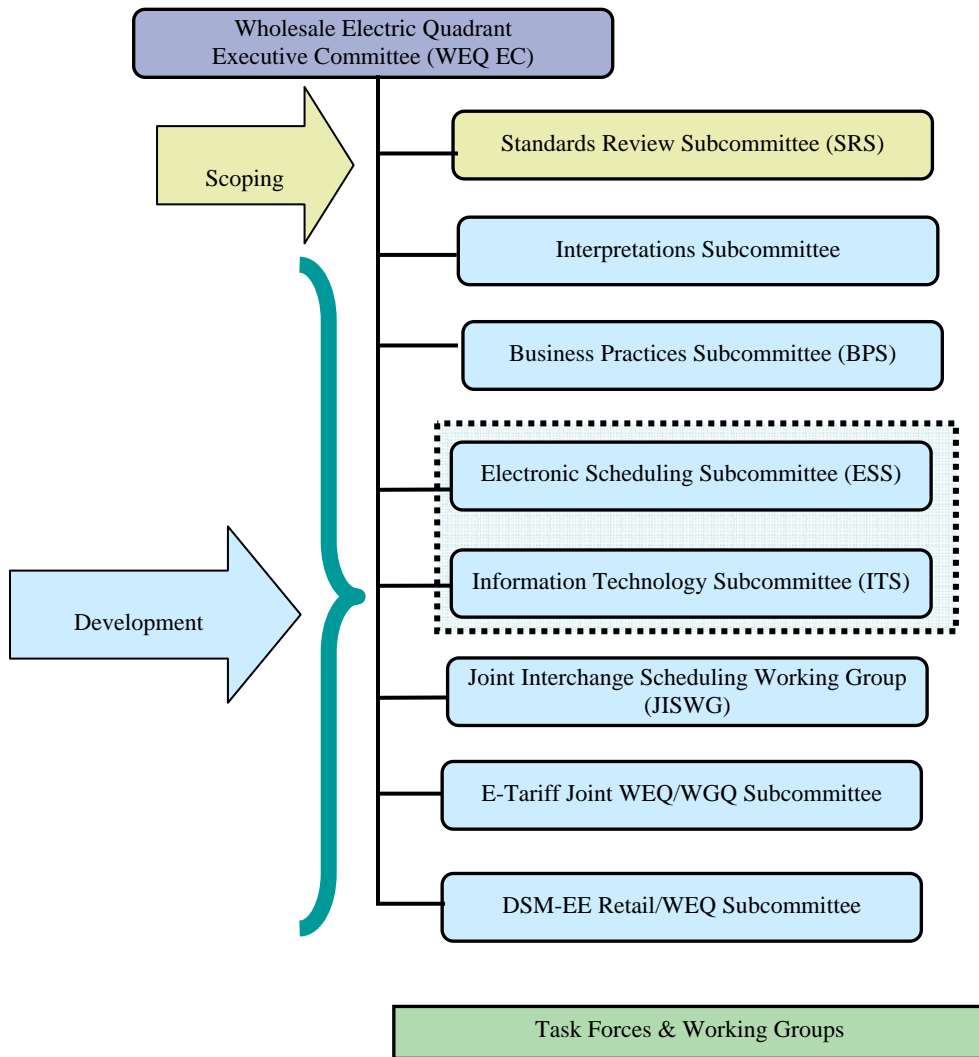 Wholesale Electric Quadrant
Executive Committee (WEQ EC)
Standards Review Subcommittee (SRS)
Scoping
Interpretations Subcommittee
Business Practices Subcommittee (BPS)
Electronic Scheduling Subcommittee (ESS)
Information Technology Subcommittee (ITS)
Development
Joint Interchange Scheduling Working Group
(JISWG)
E-Tariff Joint WEQ/WGQ Subcommittee
DSM-EE Retail/WEQ Subcommittee
Task Forces & Working Groups